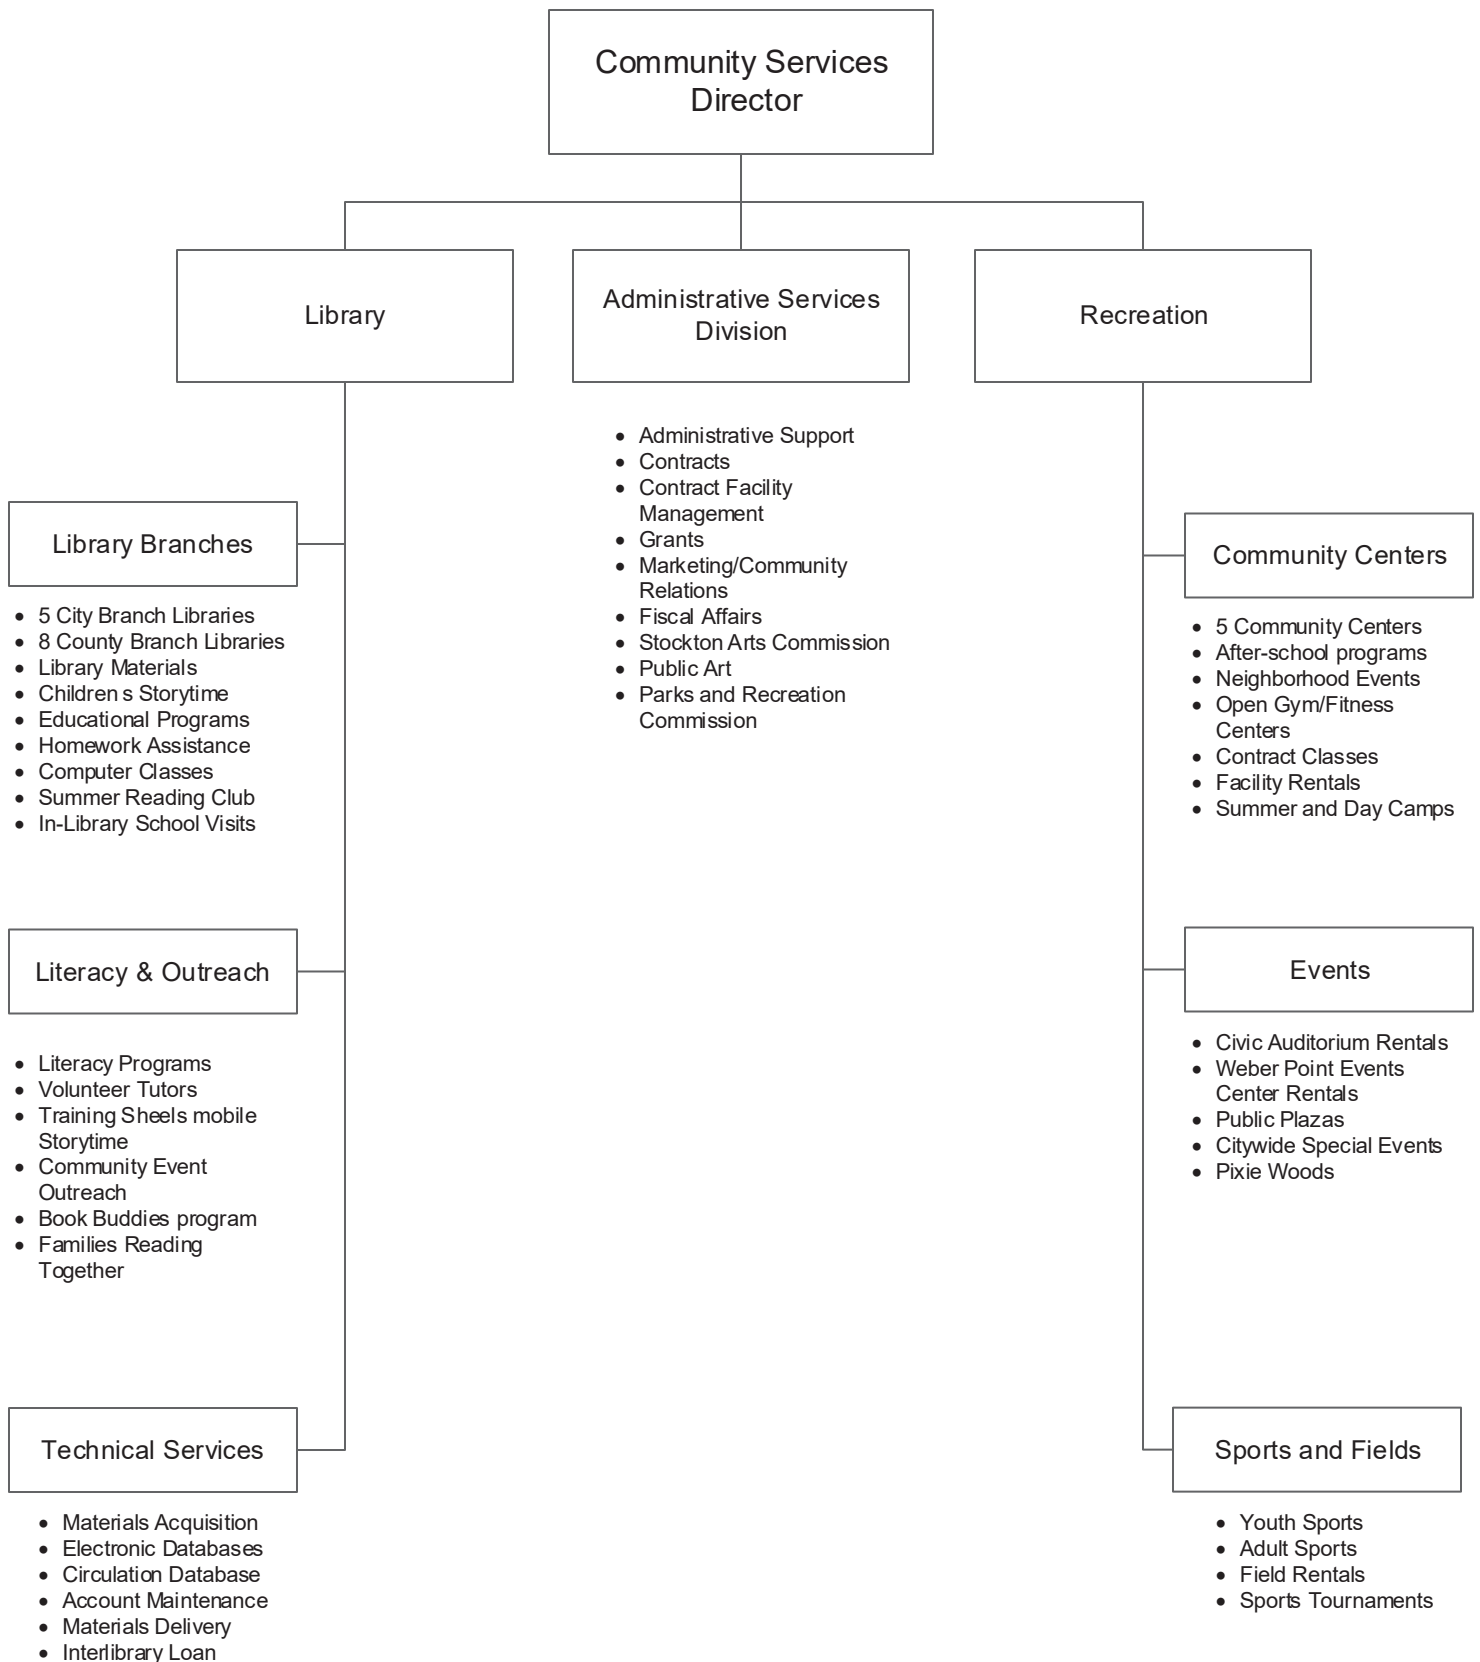 Community Services
Director
Library
Administrative Services
Division
Recreation
• Administrative Support
• Contracts
• Contract Facility
Management
• Grants
• Marketing/Community
Relations
• Fiscal Affairs
• Stockton Arts Commission
• Public Art
• Parks and Recreation
Commission
Library Branches
• 5 City Branch Libraries
• 8 County Branch Libraries
• Library Materials
• Children s Storytime
• Educational Programs
• Homework Assistance
• Computer Classes
• Summer Reading Club
• In-Library School Visits
Community Centers
• 5 Community Centers
• After-school programs
• Neighborhood Events
• Open Gym/Fitness
Centers
• Contract Classes
• Facility Rentals
• Summer and Day Camps
Literacy & Outreach
• Literacy Programs
• Volunteer Tutors
• Training Sheels mobile
Storytime
• Community Event
Outreach
• Book Buddies program
• Families Reading
Together
Events
• Civic Auditorium Rentals
• Weber Point Events
Center Rentals
• Public Plazas
• Citywide Special Events
• Pixie Woods
Technical Services
• Materials Acquisition
• Electronic Databases
• Circulation Database
• Account Maintenance
• Materials Delivery
• Interlibrary Loan
Sports and Fields
• Youth Sports
• Adult Sports
• Field Rentals
• Sports Tournaments